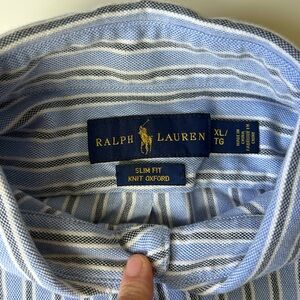 RALPH LAUREN
XL/
TG
SLIM FIT
KNIT OXFORD